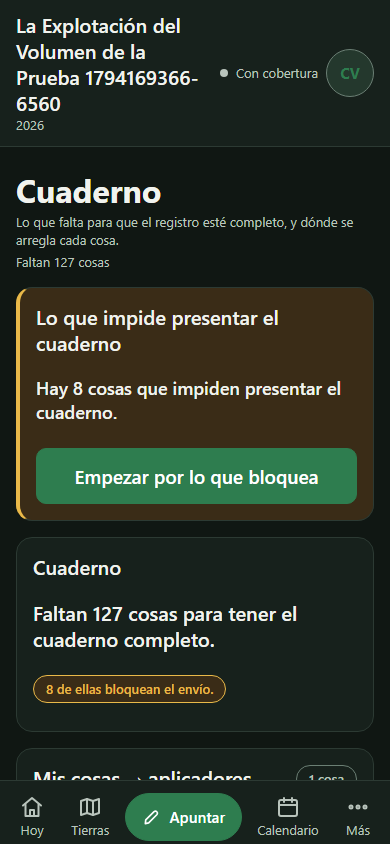 La Explotación del
Volumen de la
Prueba 1794169366-
6560
2026
Con cobertura
CV
Cuaderno
Lo que falta para que el registro esté completo, y dónde se
arregla cada cosa.
Faltan 127 cosas
Lo que impide presentar el
cuaderno
Hay 8 cosas que impiden presentar el
cuaderno.
Empezar por lo que bloquea
Cuaderno
Faltan 127 cosas para tener el
cuaderno completo.
8 de ellas bloquean el envío.
Mis cosas → aplicadores
1 cosa
Hoy
Tierras
Apuntar
Calendario
Más